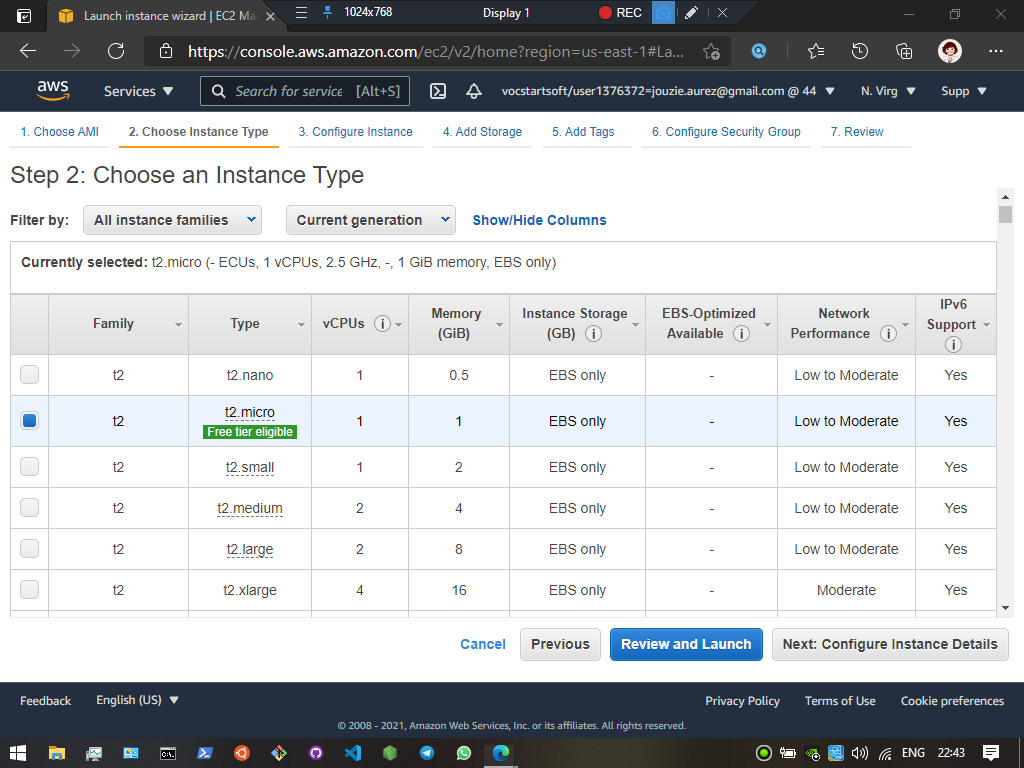 Launch instance wizard | EC2 Ma
1024x768
Display 1
REC
https://console.aws.amazon.com/ec2/v2/home?region=us-east-1#La...
aws
Services
Search for service
[Alt+S]
vocstartsoft/user1376372=jouzie.aurez@gmail.com @ 44
N. Virg
Supp
1. Choose AMI
2. Choose Instance Type
3. Configure Instance
4. Add Storage
5. Add Tags
6. Configure Security Group
7. Review
Step 2: Choose an Instance Type
Filter by:
All instance families
Current generation
Show/Hide Columns
Currently selected: t2.micro (- ECUs, 1 vCPUs, 2.5 GHz, -, 1 GiB memory, EBS only)
Family
Type
vCPUs
Memory
(GiB)
Instance Storage
(GB)
EBS-Optimized
Available
Network
Performance
IPv6
Support
t2 t2.nano 1 0.5 EBS only - Low to Moderate Yes
t2 t2.micro 1 1 EBS only - Low to Moderate Yes
Free tier eligible
t2 t2.small 1 2 EBS only - Low to Moderate Yes
t2 t2.medium 2 4 EBS only - Low to Moderate Yes
t2 t2.large 2 8 EBS only - Low to Moderate Yes
t2 t2.xlarge 4 16 EBS only - Moderate Yes
Cancel
Previous
Review and Launch
Next: Configure Instance Details
Feedback
English (US)
Privacy Policy
Terms of Use
Cookie preferences
© 2008 - 2021, Amazon Web Services, Inc. or its affiliates. All rights reserved.
ENG
22:43